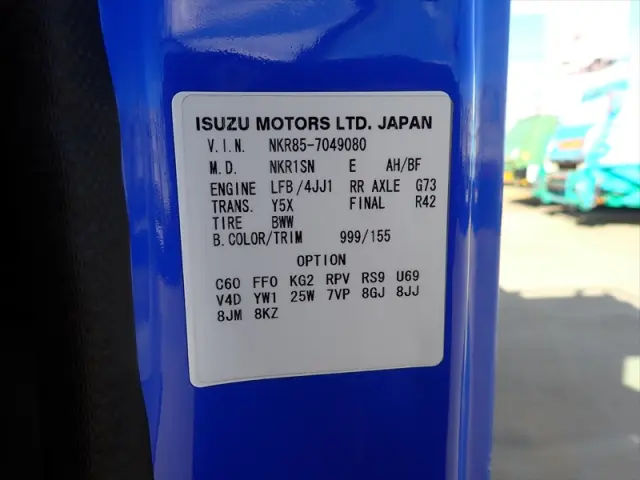 ISUZU MOTORS LTD. JAPAN
V.I.N. NKR85-7049080
M.D. NKR1SN E AH/BF
ENGINE LFB/4JJ1 RR AXLE G73
TRANS. Y5X FINAL R42
TIRE BWW
B.COLOR/TRIM 999/155
OPTION
C60 FF0 KG2 RPV RS9 U69
V4D YW1 25W 7VP 8GJ 8JJ
8JM 8KZ